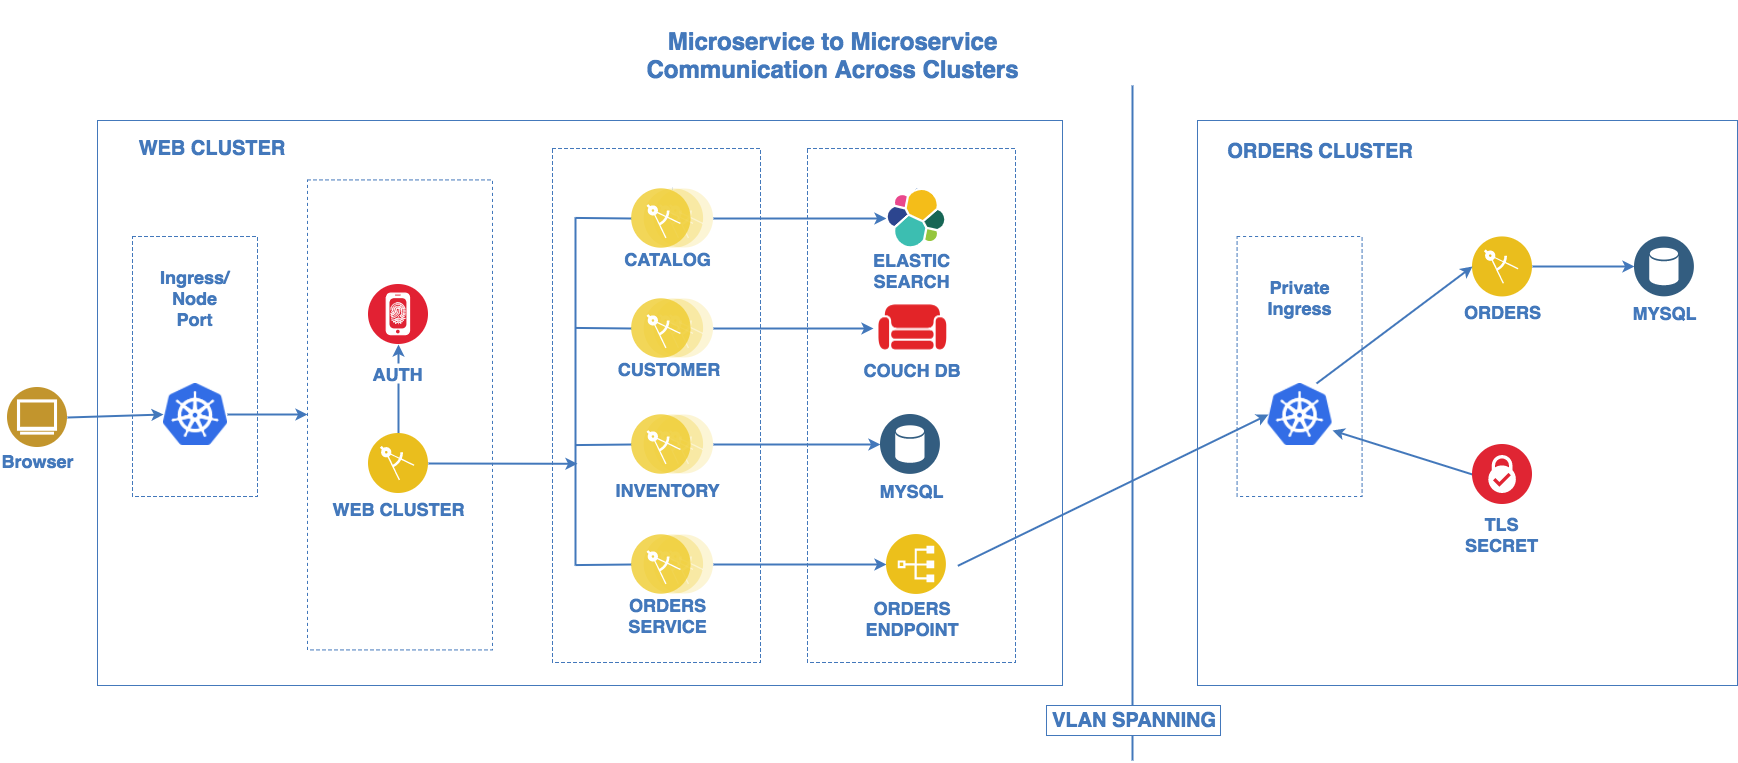 Microservice to Microservice
Communication Across Clusters
WEB CLUSTER
Ingress/
Node
Port
Browser
AUTH
WEB CLUSTER
CATALOG
CUSTOMER
INVENTORY
ORDERS
SERVICE
ELASTIC
SEARCH
COUCH DB
MYSQL
ORDERS
ENDPOINT
VLAN SPANNING
ORDERS CLUSTER
Private
Ingress
ORDERS
MYSQL
TLS
SECRET